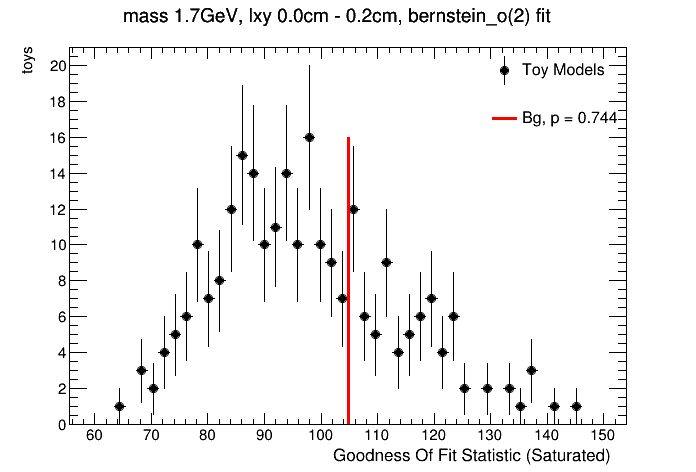 mass 1.7GeV, lxy 0.0cm - 0.2cm, bernstein_o(2) fit
toys
20
18
16
14
12
10
8
6
4
2
0
Toy Models
Bg, p = 0.744
60 70 80 90 100 110 120 130 140 150
Goodness Of Fit Statistic (Saturated)